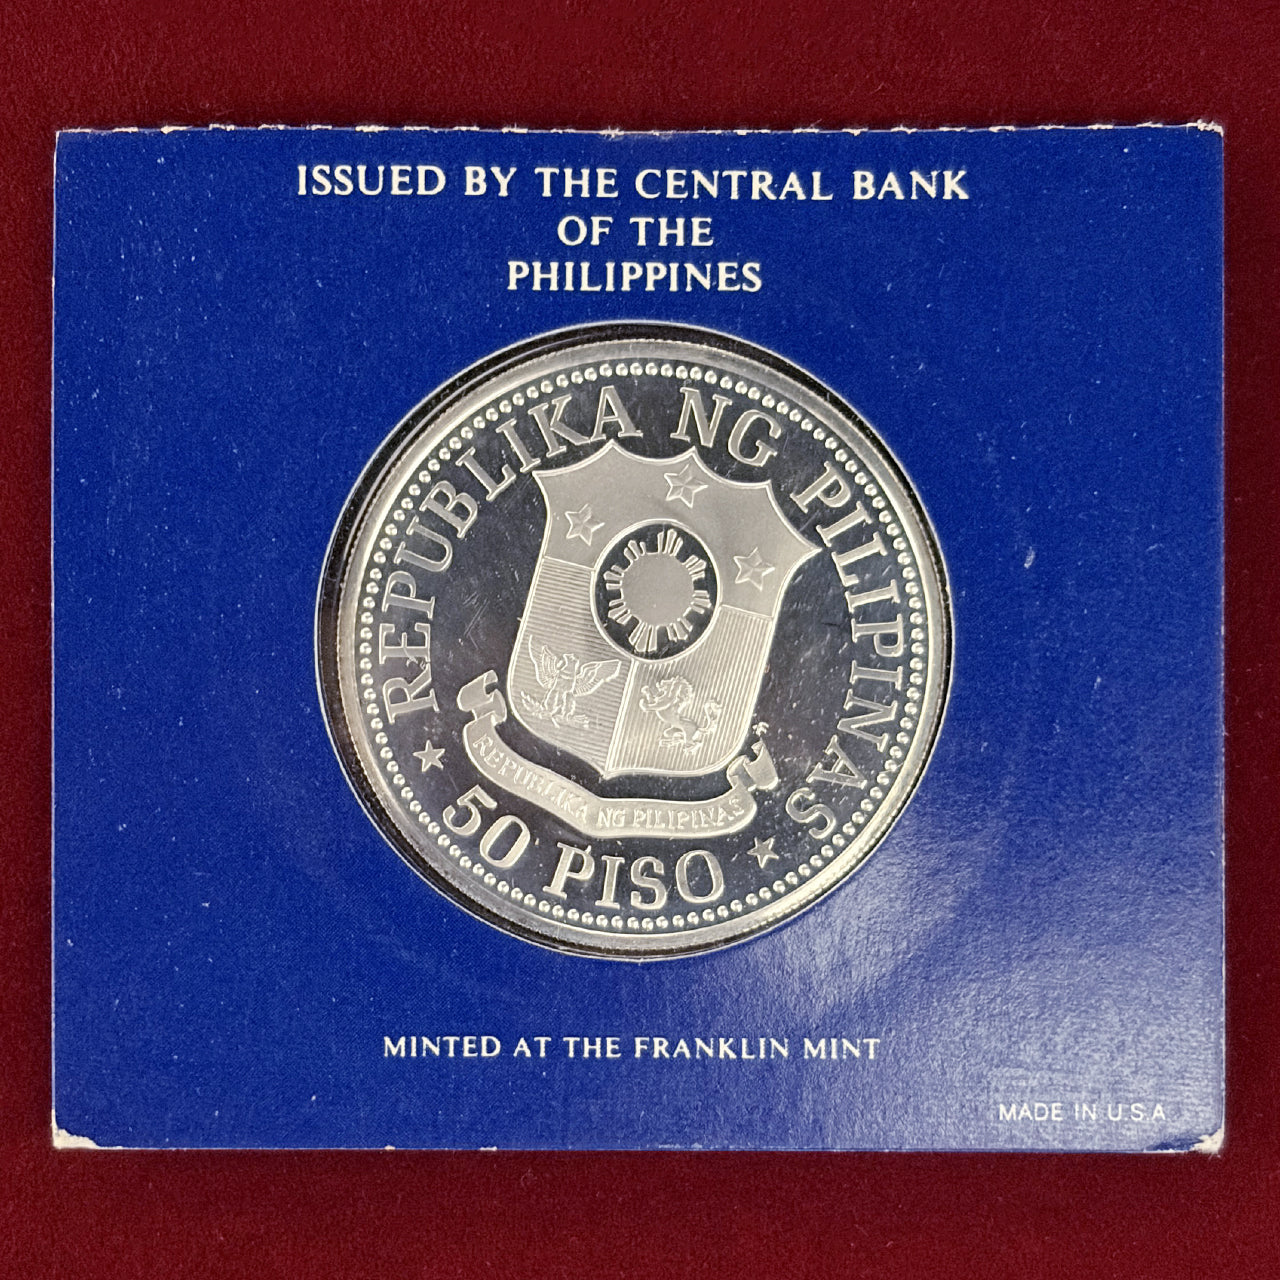 ISSUED BY THE CENTRAL BANK
OF THE
PHILIPPINES
REPUBLIKA NG PILIPINAS
REPUBLIKA NG PILIPINAS
★ 50 PISO ★
MINTED AT THE FRANKLIN MINT
MADE IN U.S.A